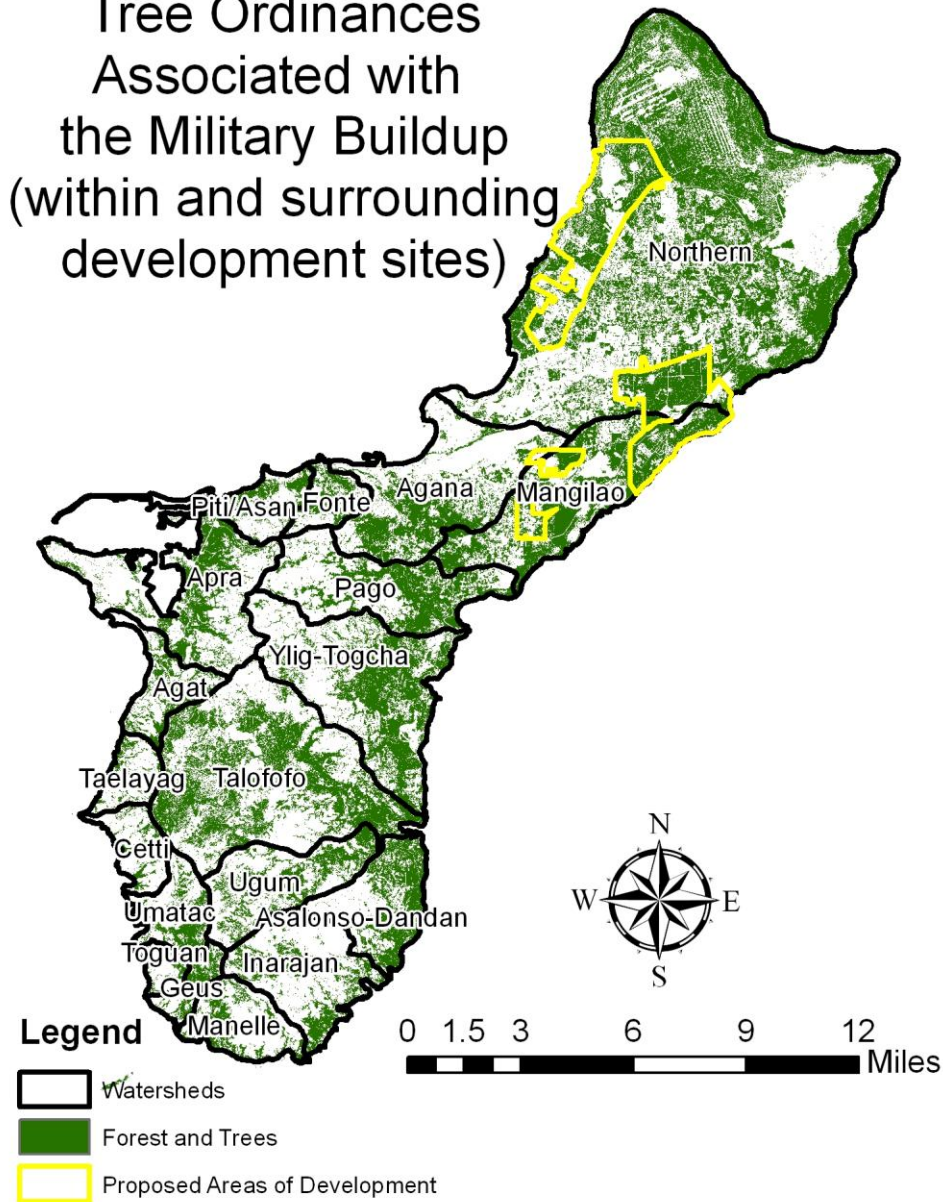 Tree Ordinances
Associated with
the Military Buildup
(within and surrounding
development sites)
Northern
Agana
Mangilao
Piti/Asan
Fonte
Apra
Pago
Ylig-Togcha
Agat
Taelayag
Talofofo
Cetti
Ugum
Umatac
Asalonso-Dandan
Toguan
Inarajan
Geus
Manelle
N
W
E
S
Legend
0 1.5 3 6 9 12
Miles
Watersheds
Forest and Trees
Proposed Areas of Development